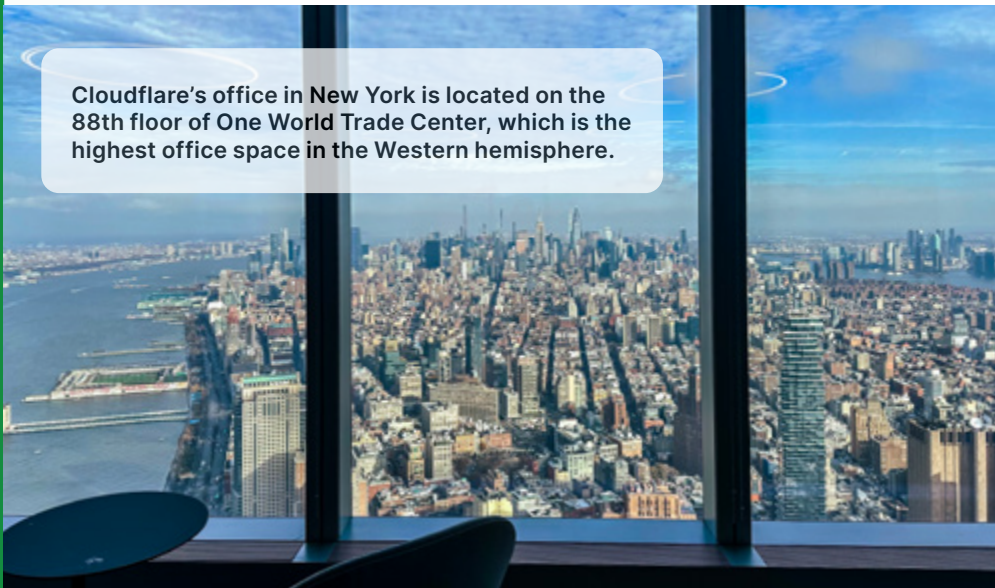 Cloudflare’s office in New York is located on the
88th floor of One World Trade Center, which is the
highest office space in the Western hemisphere.